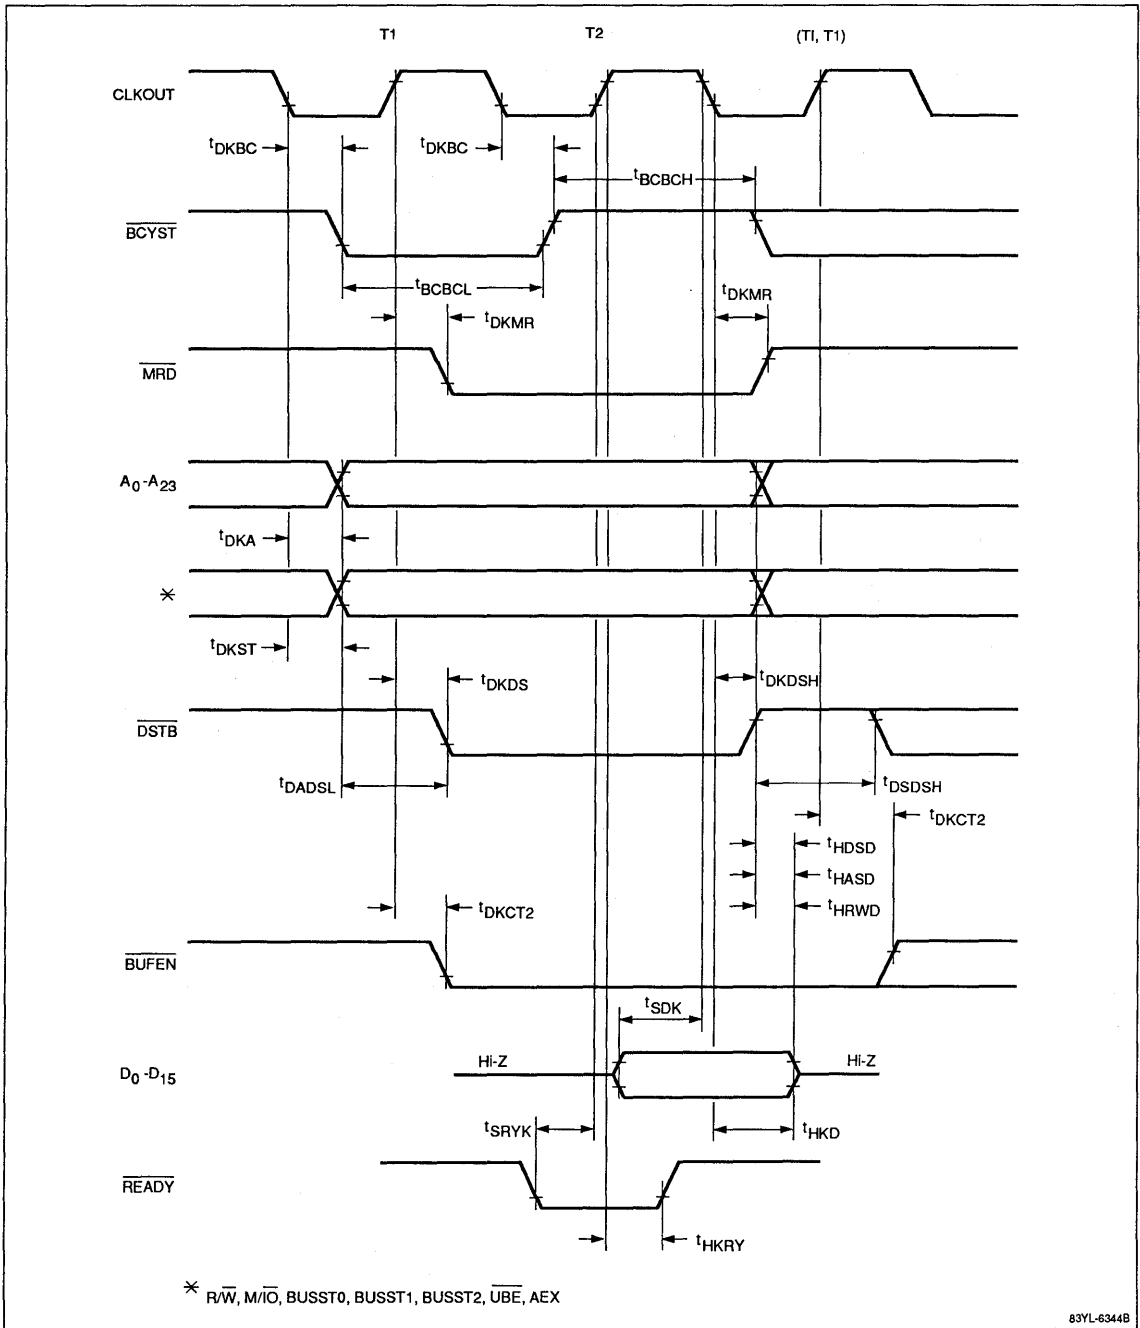 T1 T2 (TI, T1)
CLKOUT
tDKBC tDKBC
tBCBCH
BCYST
tBCBCL
tDKMR
tDKMR
MRD
A0-A23
tDKA
*
tDKST
tDKDS tDKDSH
DSTB
tDADSL tDSDSH
tDKCT2
tHDSD
tHASD
tDKCT2 tHRWD
BUFEN
tSDK
Hi-Z Hi-Z
D0-D15
tSRYK tHKD
READY
tHKRY
* R/W, M/IO, BUSST0, BUSST1, BUSST2, UBE, AEX
83YL-6344B